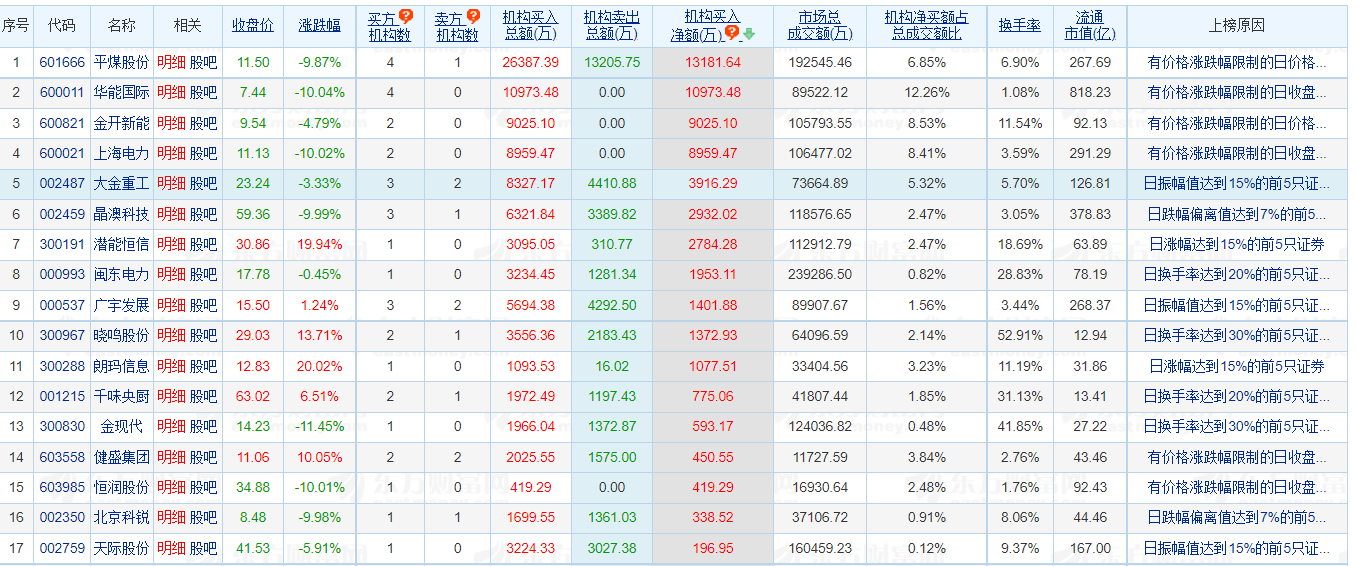 序号 代码 名称 相关 收盘价 涨跌幅 买方 机构数 卖方 机构数 机构买入 总额(万) 机构卖出 总额(万) 机构买入 净额(万) 市场总 成交额(万) 机构净买额占 总成交额比 换手率 流通 市值(亿) 上榜原因
1 601666 平煤股份 明细 股吧 11.50 -9.87% 4 1 26387.39 13205.75 13181.64 192545.46 6.85% 6.90% 267.69 有价格涨跌幅限制的日价格...
2 600011 华能国际 明细 股吧 7.44 -10.04% 4 0 10973.48 0.00 10973.48 89522.12 12.26% 1.08% 818.23 有价格涨跌幅限制的日收盘...
3 600821 金开新能 明细 股吧 9.54 -4.79% 2 0 9025.10 0.00 9025.10 105793.55 8.53% 11.54% 92.13 有价格涨跌幅限制的日价格...
4 600021 上海电力 明细 股吧 11.13 -10.02% 2 0 8959.47 0.00 8959.47 106477.02 8.41% 3.59% 291.29 有价格涨跌幅限制的日收盘...
5 002487 大金重工 明细 股吧 23.24 -3.33% 3 2 8327.17 4410.88 3916.29 73664.89 5.32% 5.70% 126.81 日振幅值达到15%的前5只证...
6 002459 晶澳科技 明细 股吧 59.36 -9.99% 3 1 6321.84 3389.82 2932.02 118576.65 2.47% 3.05% 378.83 日跌幅偏离值达到7%的前5...
7 300191 潜能恒信 明细 股吧 30.86 19.94% 1 0 3095.05 310.77 2784.28 112912.79 2.47% 18.69% 63.89 日涨幅达到15%的前5只证券
8 000993 闽东电力 明细 股吧 17.78 -0.45% 1 0 3234.45 1281.34 1953.11 239286.50 0.82% 28.83% 78.19 日换手率达到20%的前5只证...
9 000537 广宇发展 明细 股吧 15.50 1.24% 3 2 5694.38 4292.50 1401.88 89907.67 1.56% 3.44% 268.37 日振幅值达到15%的前5只证...
10 300967 晓鸣股份 明细 股吧 29.03 13.71% 2 1 3556.36 2183.43 1372.93 64096.59 2.14% 52.91% 12.94 日换手率达到30%的前5只证...
11 300288 朗玛信息 明细 股吧 12.83 20.02% 1 0 1093.53 16.02 1077.51 33404.56 3.23% 11.19% 31.86 日涨幅达到15%的前5只证券
12 001215 千味央厨 明细 股吧 63.02 6.51% 2 1 1972.49 1197.43 775.06 41807.44 1.85% 31.13% 13.41 日换手率达到20%的前5只证...
13 300830 金现代 明细 股吧 14.23 -11.45% 1 0 1966.04 1372.87 593.17 124036.82 0.48% 41.85% 27.22 日换手率达到30%的前5只证...
14 603558 健盛集团 明细 股吧 11.06 10.05% 2 2 2025.55 1575.00 450.55 11727.59 3.84% 2.76% 43.46 有价格涨跌幅限制的日收盘...
15 603985 恒润股份 明细 股吧 34.88 -10.01% 1 0 419.29 0.00 419.29 16930.64 2.48% 1.76% 92.43 有价格涨跌幅限制的日收盘...
16 002350 北京科锐 明细 股吧 8.48 -9.98% 1 1 1699.55 1361.03 338.52 37106.72 0.91% 8.06% 44.46 日跌幅偏离值达到7%的前5...
17 002759 天际股份 明细 股吧 41.53 -5.91% 1 0 3224.33 3027.38 196.95 160459.23 0.12% 9.37% 167.00 日振幅值达到15%的前5只证...